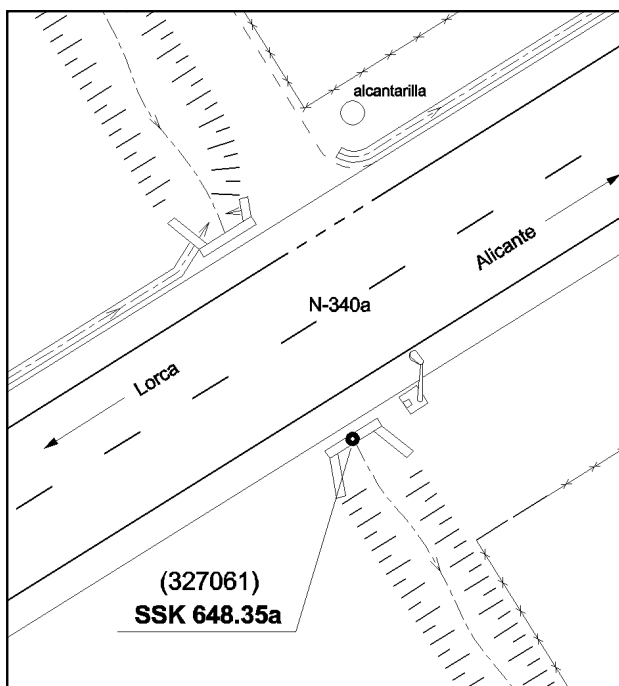 alcantarilla
Alicante
N-340a
Lorca
(327061)
SSK 648.35a